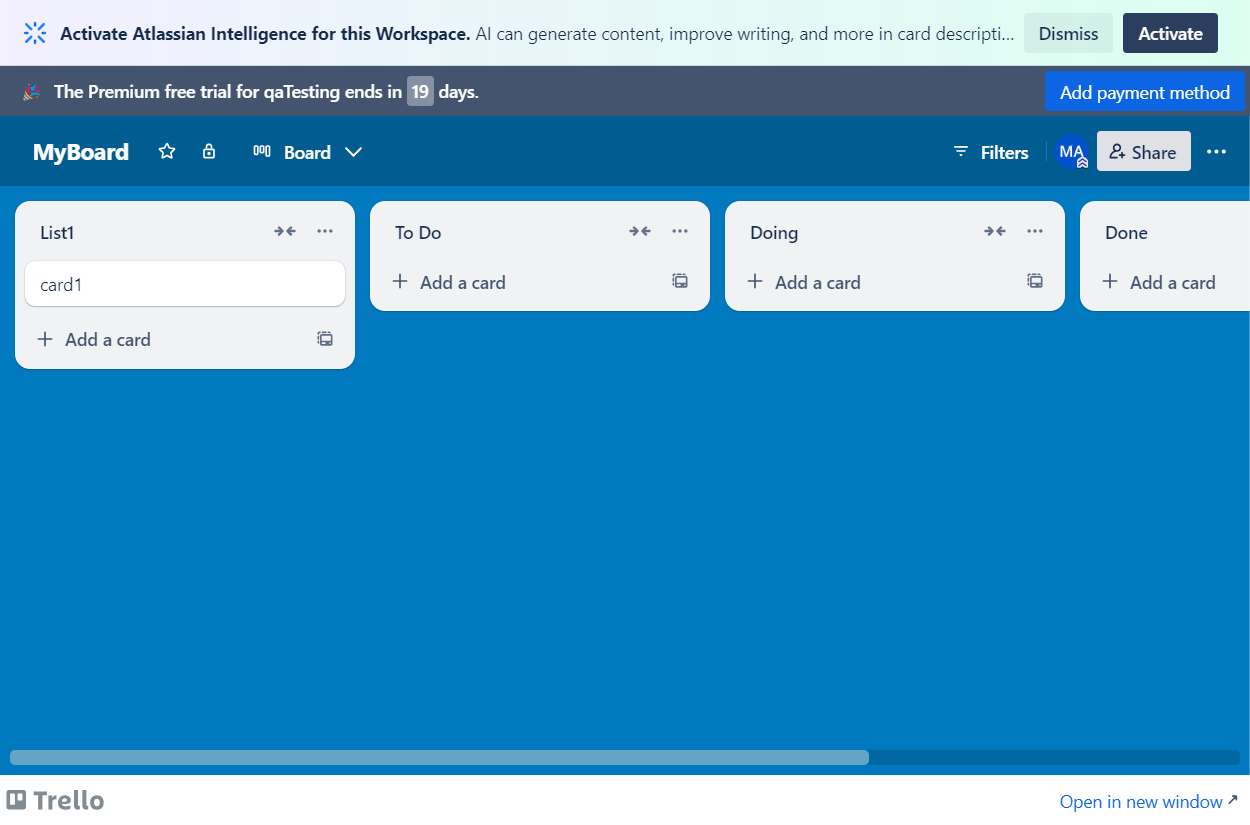 Activate Atlassian Intelligence for this Workspace. AI can generate content, improve writing, and more in card descripti... Dismiss Activate
The Premium free trial for qaTesting ends in 19 days. Add payment method
MyBoard Board Filters MA Share
List1 To Do Doing Done
card1
Add a card Add a card Add a card
Add a card
Trello Open in new window